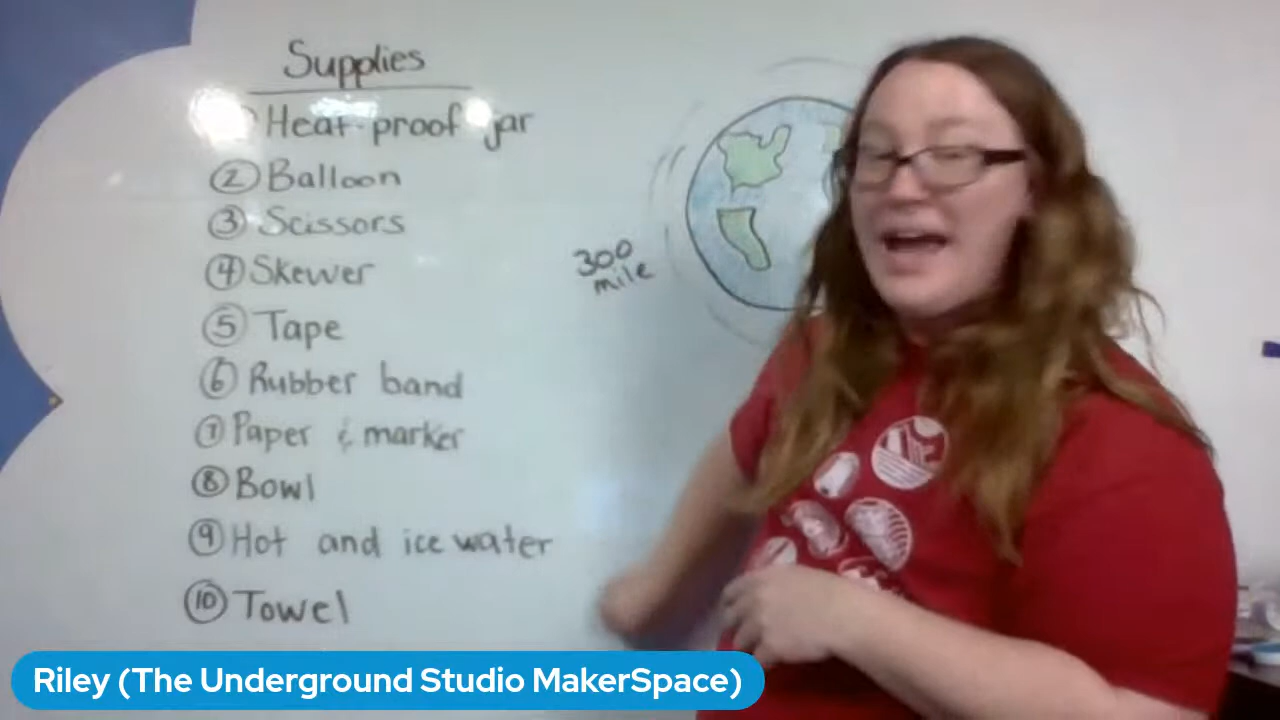 Supplies
Heat-proof jar
② Balloon
③ Scissors
④ Skewer
⑤ Tape
⑥ Rubber band
⑦ Paper & marker
⑧ Bowl
⑨ Hot and ice water
⑩ Towel
300
mile
Riley (The Underground Studio MakerSpace)